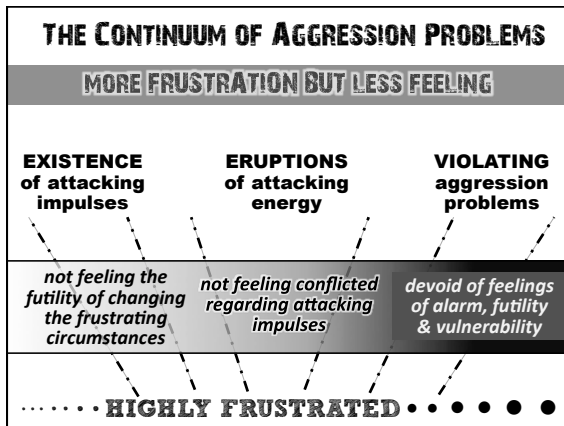 THE CONTINUUM OF AGGRESSION PROBLEMS
MORE FRUSTRATION BUT LESS FEELING
EXISTENCE
of attacking
impulses
ERUPTIONS
of attacking
energy
VIOLATING
aggression
problems
not feeling the
futility of changing
the frustrating
circumstances
not feeling conflicted
regarding attacking
impulses
devoid of feelings
of alarm, futility
& vulnerability
HIGHLY FRUSTRATED